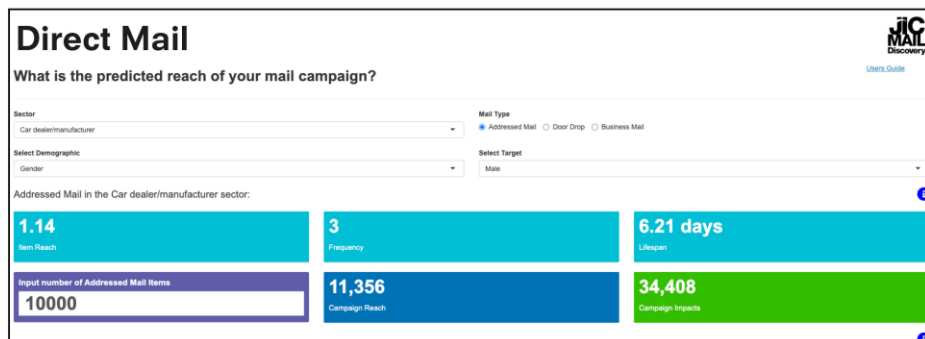 Direct Mail
JIC
MAIL
Discovery
What is the predicted reach of your mail campaign?
Users Guide
Sector
Mail Type
Car dealer/manufacturer
Addressed Mail Door Drop Business Mail
Select Demographic
Select Target
Gender
Male
Addressed Mail in the Car dealer/manufacturer sector:
1.14
3
6.21 days
Item Reach
Frequency
Lifespan
Input number of Addressed Mail Items
10000
11,356
34,408
Campaign Reach
Campaign Impacts